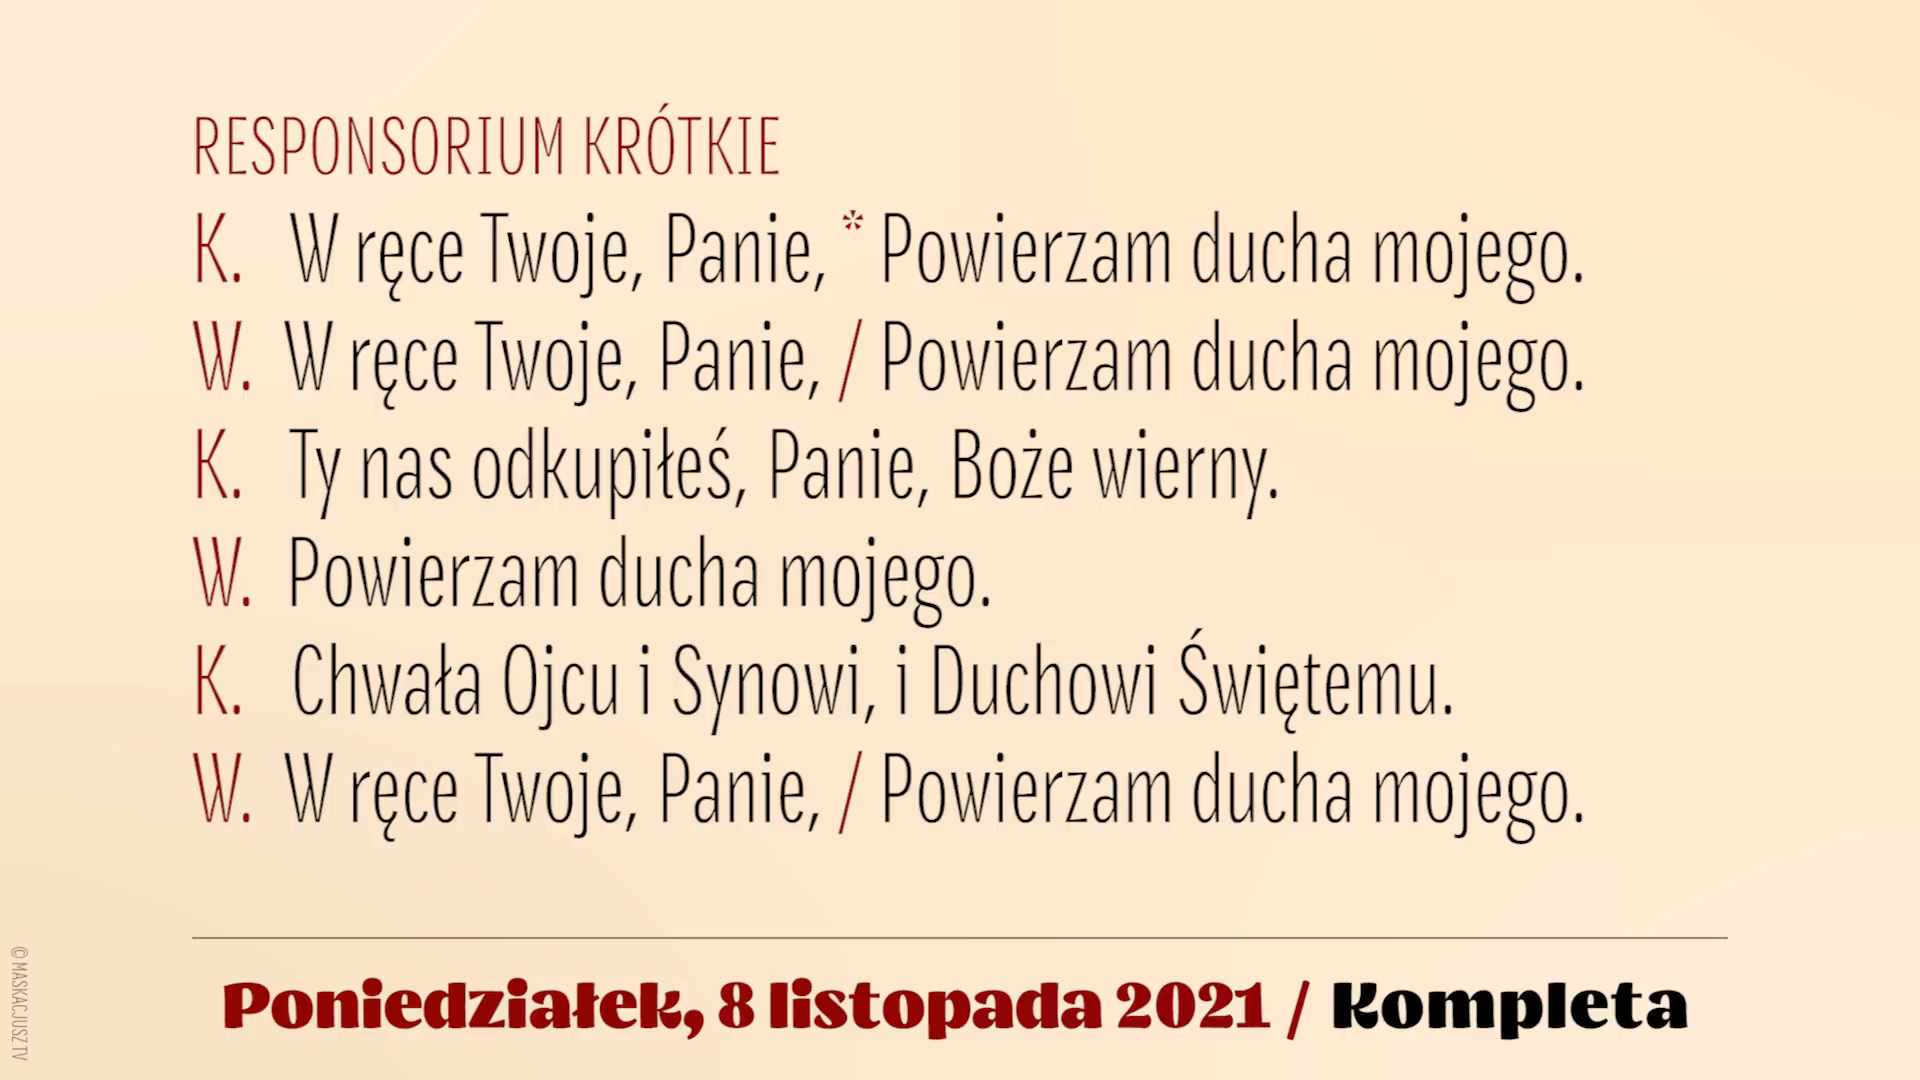 RESPONSORIUM KRÓTKIE
K. W ręce Twoje, Panie, * Powierzam ducha mojego.
W. W ręce Twoje, Panie, / Powierzam ducha mojego.
K. Ty nas odkupiłeś, Panie, Boże wierny.
W. Powierzam ducha mojego.
K. Chwała Ojcu i Synowi, i Duchowi Świętemu.
W. W ręce Twoje, Panie, / Powierzam ducha mojego.
Poniedziałek, 8 listopada 2021 / Kompleta
© MASKACJUSZ TV